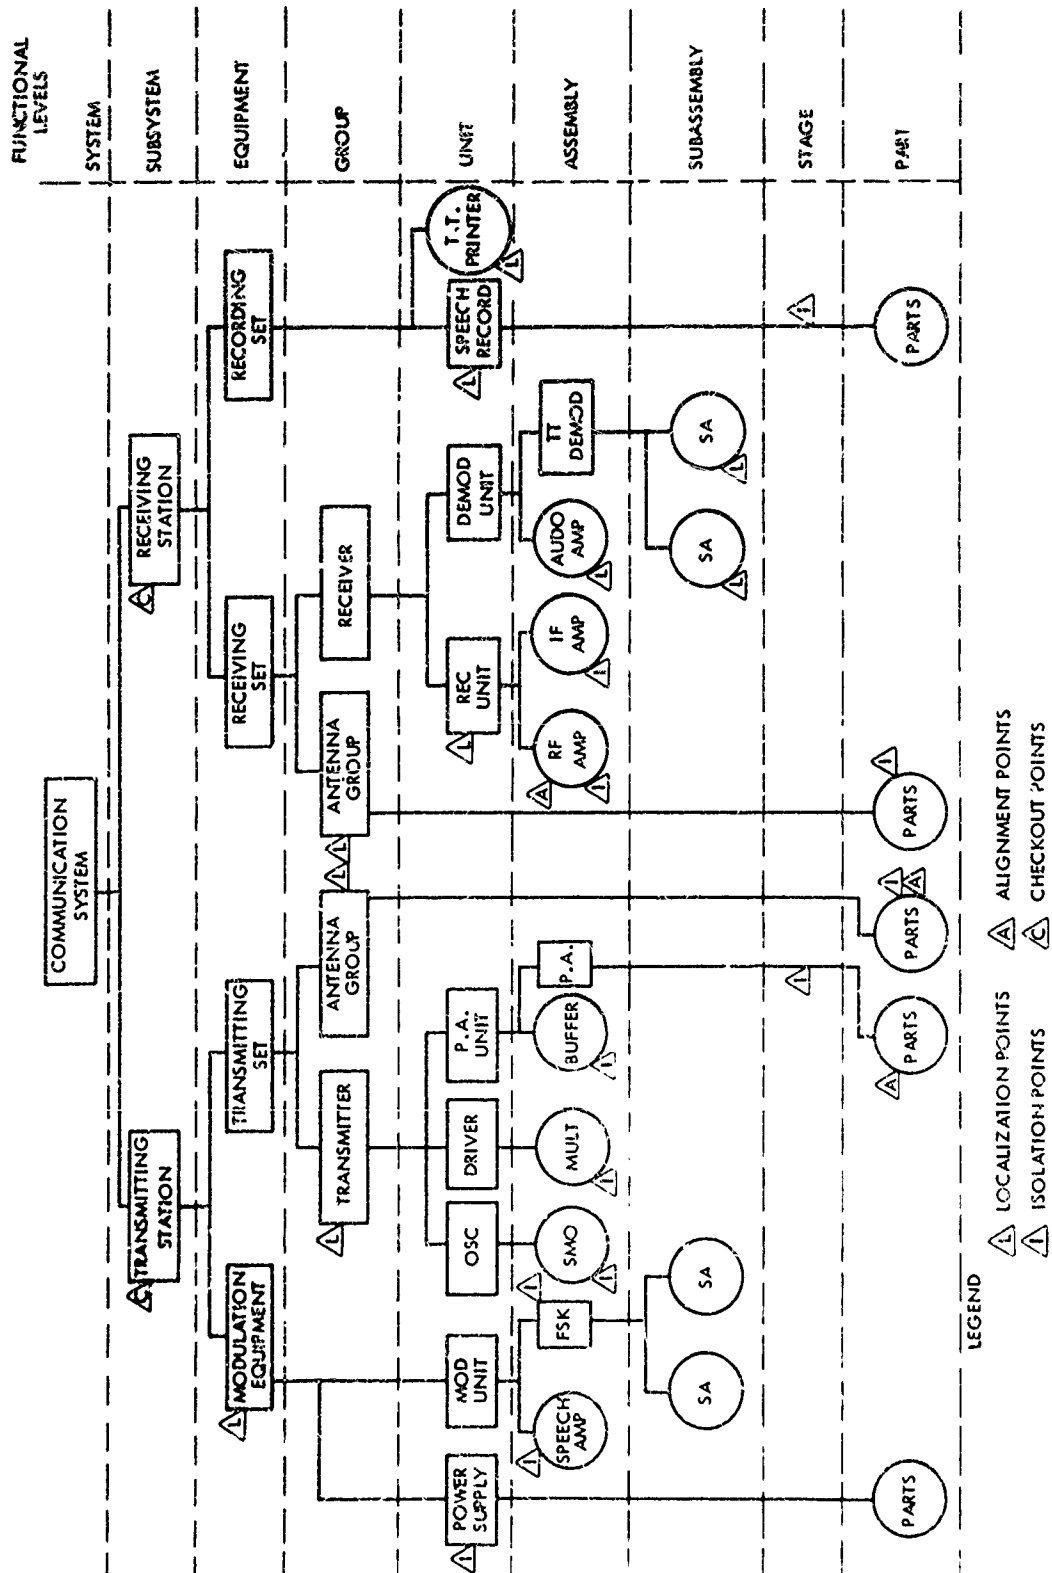 FUNCTIONAL
LEVELS
SYSTEM
SUBSYSTEM
EQUIPMENT
GROUP
UNIT
ASSEMBLY
SUBASSEMBLY
STAGE
PART
COMMUNICATION
SYSTEM
C
TRANSMITTING
STATION
C
RECEIVING
STATION
L
MODULATION
EQUIPMENT
TRANSMITTING
SET
RECEIVING
SET
RECORDING
SET
L
TRANSMITTER
ANTENNA
GROUP
L
L
ANTENNA
GROUP
RECEIVER
I
POWER
SUPPLY
MOD
UNIT
OSC
DRIVER
P.A.
UNIT
L
REC
UNIT
DEMOD
UNIT
L
SPEECH
RECORD
T.T.
PRINTER
L
I
SPEECH
AMP
I
FSK
SMO
I
MULT
I
BUFFER
I
P.A.
A
RF
AMP
I
IF
AMP
I
AUDO
AMP
L
TT
DEMOD
SA
SA
SA
L
SA
L
I
I
PARTS
A
PARTS
PARTS
I
A
PARTS
I
PARTS
LEGEND
L LOCALIZATION POINTS
I ISOLATION POINTS
A ALIGNMENT POINTS
C CHECKOUT POINTS